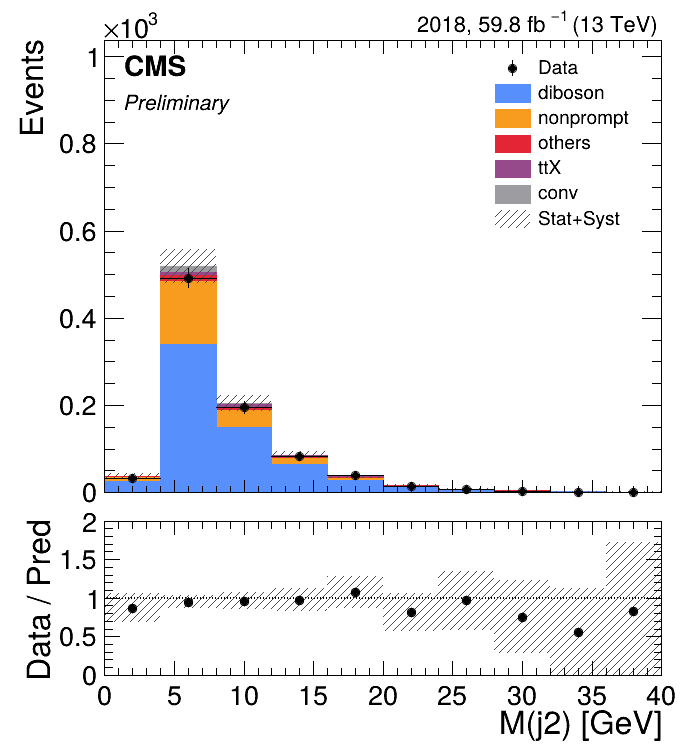 ×10³
2018, 59.8 fb⁻¹ (13 TeV)
Events
1
0.8
0.6
0.4
0.2
0
CMS
Preliminary
Data
diboson
nonprompt
others
ttX
conv
Stat+Syst
Data / Pred
2
1.5
1
0.5
0
0 5 10 15 20 25 30 35 40
M(j2) [GeV]